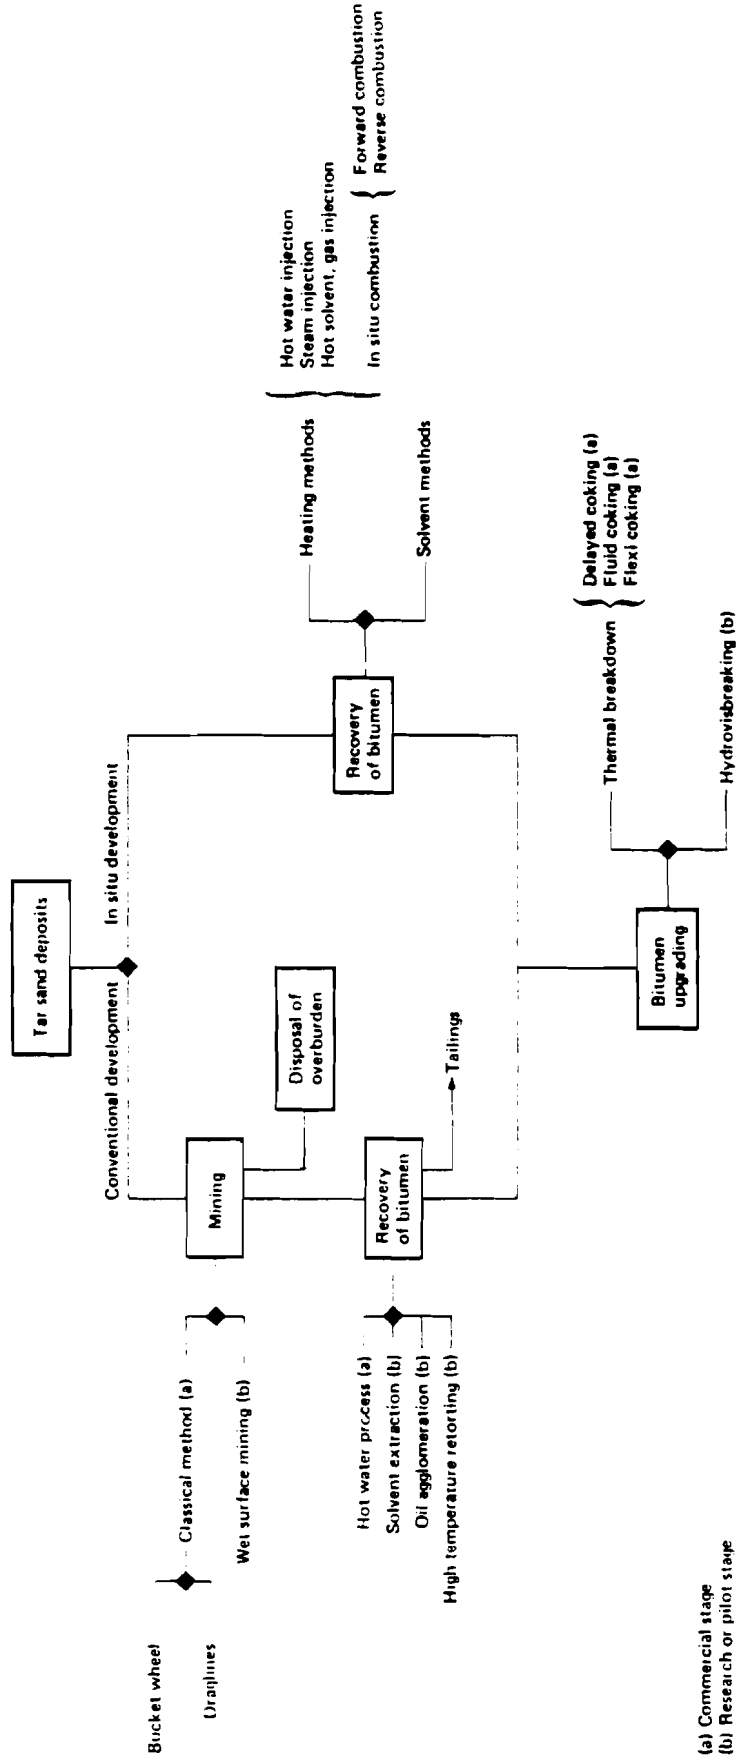 Tar sand deposits
Conventional development
In situ development
Bucket wheel
Draglines
Classical method (a)
Wet surface mining (b)
Mining
Disposal of
overburden
Hot water process (a)
Solvent extraction (b)
Oil agglomeration (b)
High temperature retorting (b)
Recovery
of bitumen
Tailings
Recovery
of bitumen
Heating methods
Solvent methods
Hot water injection
Steam injection
Hot solvent, gas injection
In situ combustion
Forward combustion
Reverse combustion
Bitumen
upgrading
Thermal breakdown
Delayed coking (a)
Fluid coking (a)
Flexi coking (a)
Hydrovisbreaking (b)
(a) Commercial stage
(b) Research or pilot stage